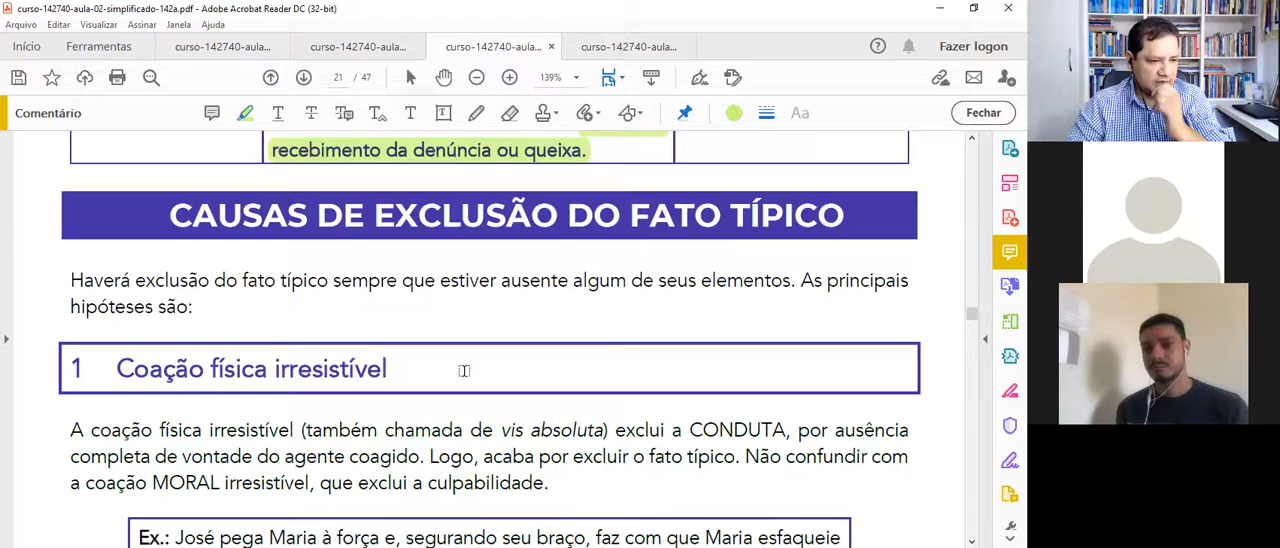 curso-142740-aula-02-simplificado-142a.pdf - Adobe Acrobat Reader DC (32-bit)
Arquivo Editar Visualizar Assinar Janela Ajuda
Início Ferramentas curso-142740-aula... curso-142740-aula... curso-142740-aula... × curso-142740-aula... Fazer logon
21 / 47 139%
Comentário Aa Fechar
recebimento da denúncia ou queixa.
CAUSAS DE EXCLUSÃO DO FATO TÍPICO
Haverá exclusão do fato típico sempre que estiver ausente algum de seus elementos. As principais
hipóteses são:
1 Coação física irresistível
A coação física irresistível (também chamada de vis absoluta) exclui a CONDUTA, por ausência
completa de vontade do agente coagido. Logo, acaba por excluir o fato típico. Não confundir com
a coação MORAL irresistível, que exclui a culpabilidade.
Ex.: José pega Maria à força e, segurando seu braço, faz com que Maria esfaqueie